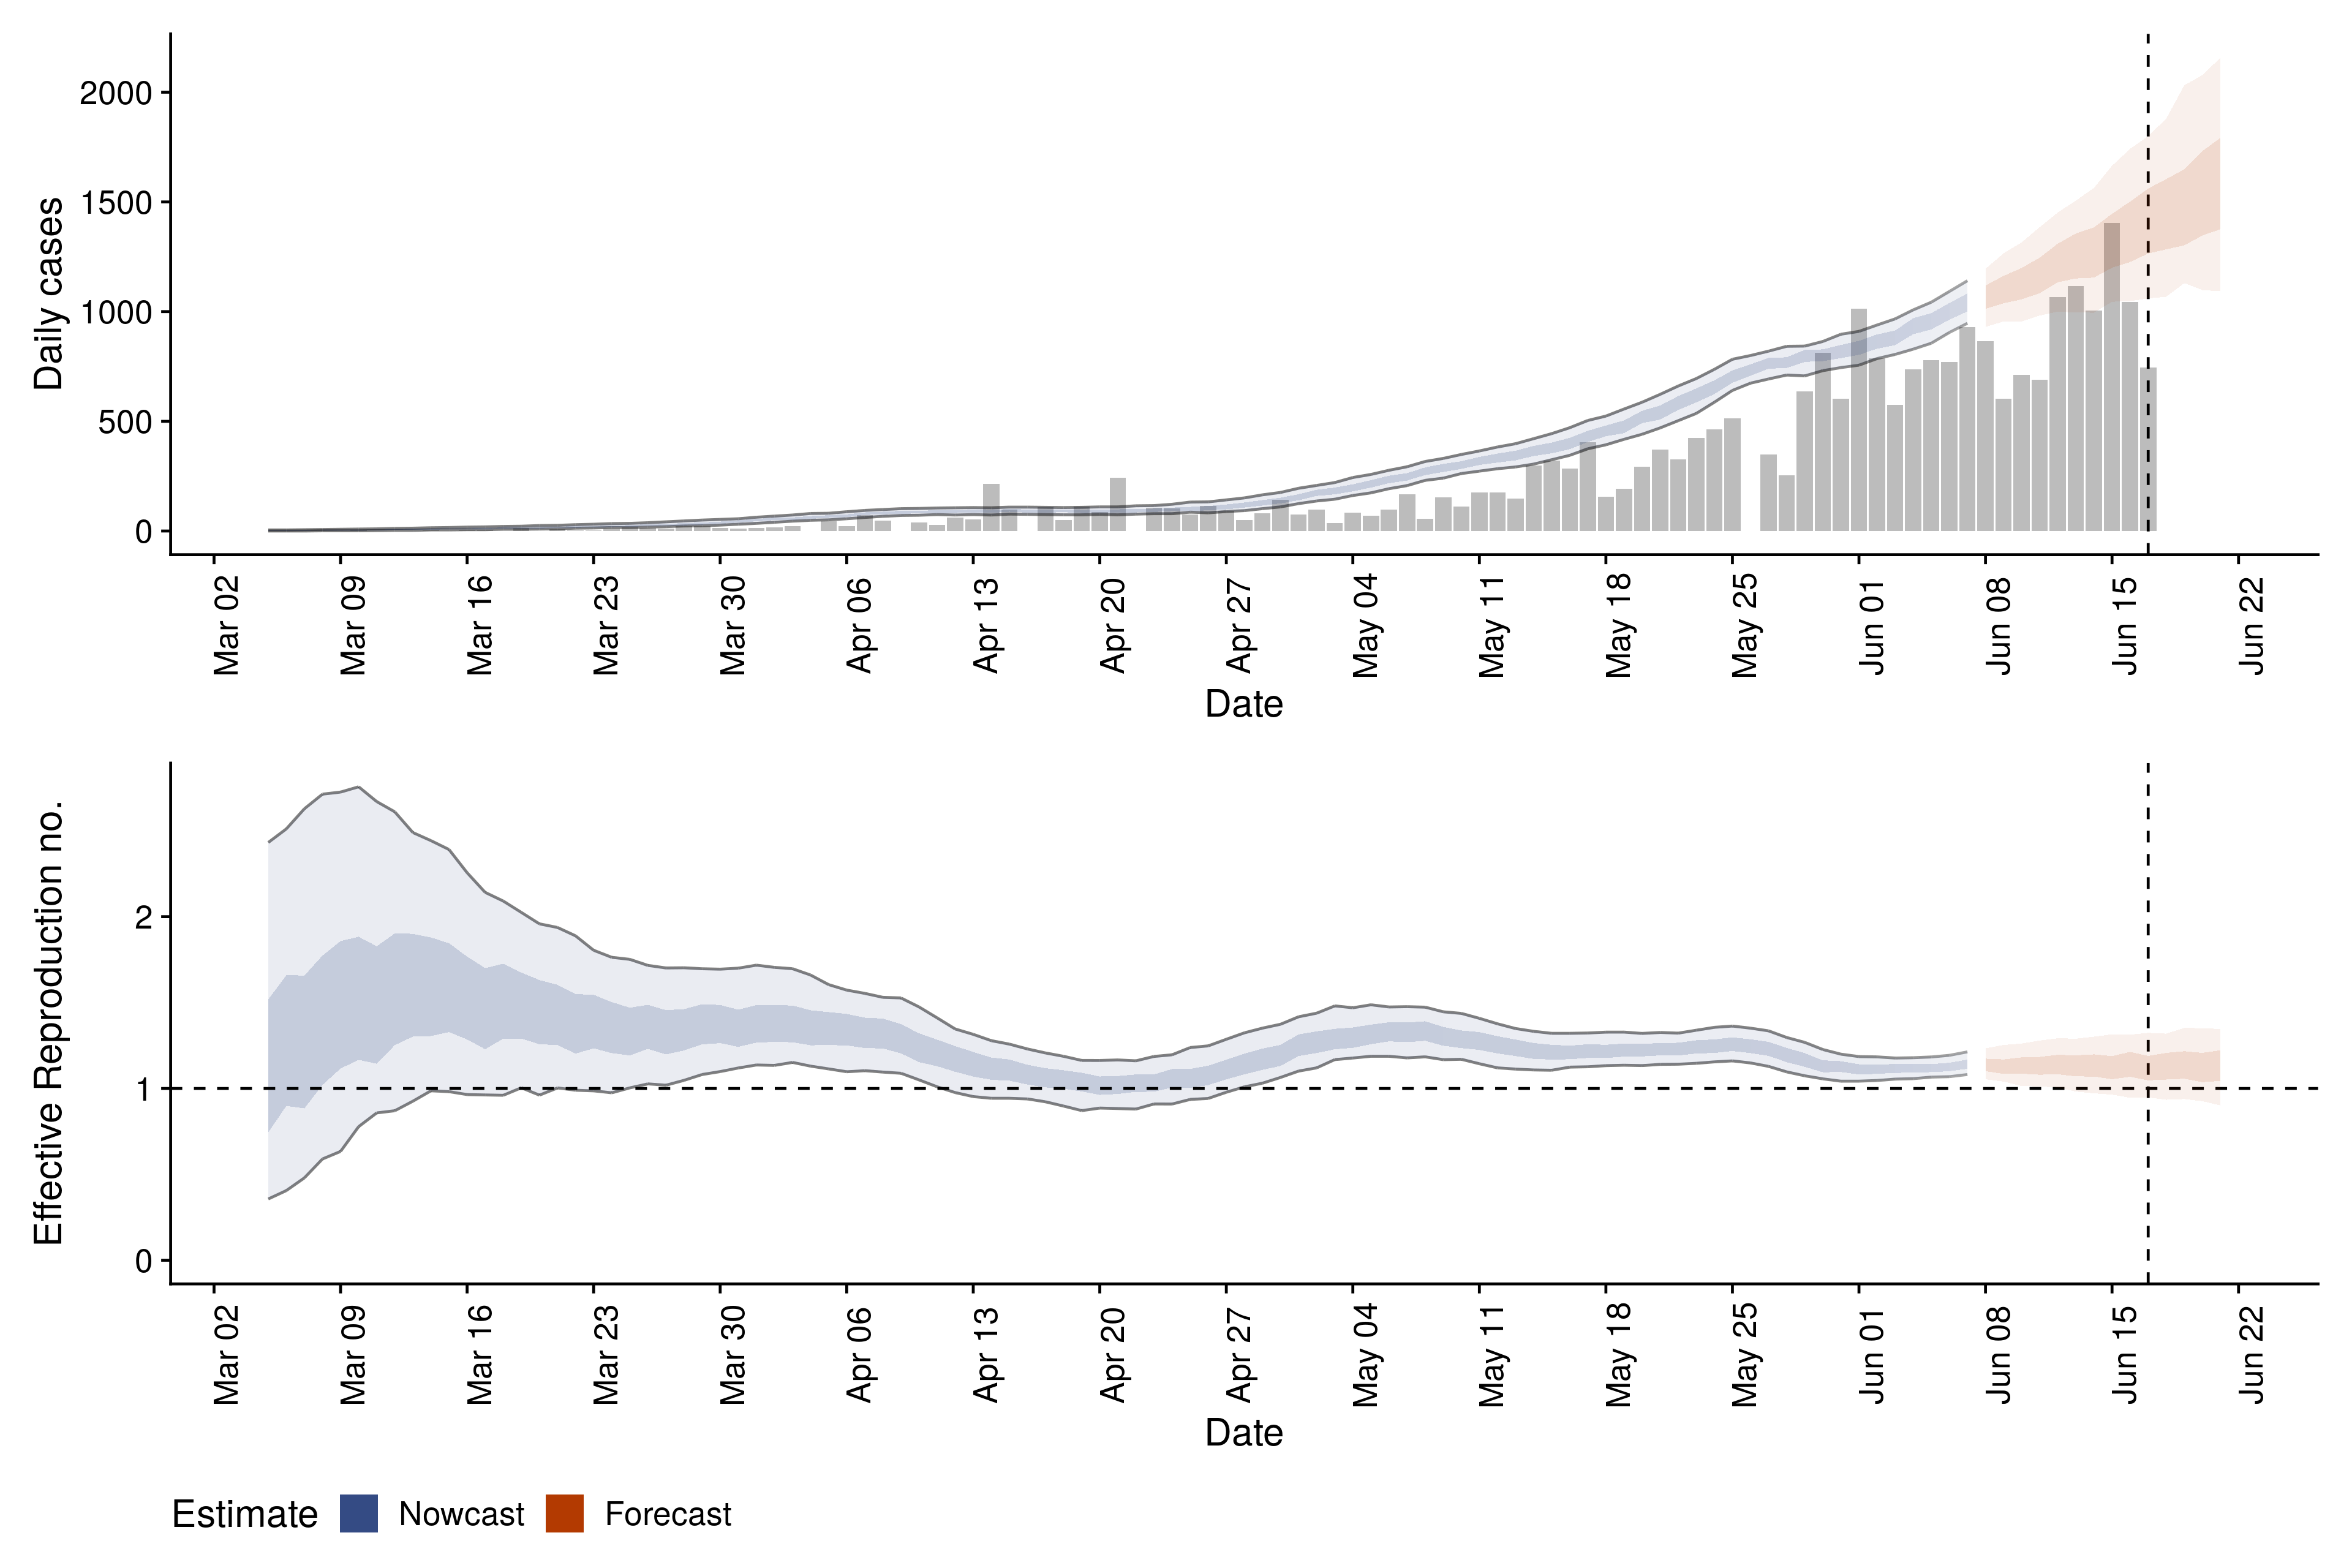 Daily cases
2000
1500
1000
500
0
Mar 02
Mar 09
Mar 16
Mar 23
Mar 30
Apr 06
Apr 13
Apr 20
Apr 27
May 04
May 11
May 18
May 25
Jun 01
Jun 08
Jun 15
Jun 22
Date
Effective Reproduction no.
2
1
0
Mar 02
Mar 09
Mar 16
Mar 23
Mar 30
Apr 06
Apr 13
Apr 20
Apr 27
May 04
May 11
May 18
May 25
Jun 01
Jun 08
Jun 15
Jun 22
Date
Estimate Nowcast Forecast